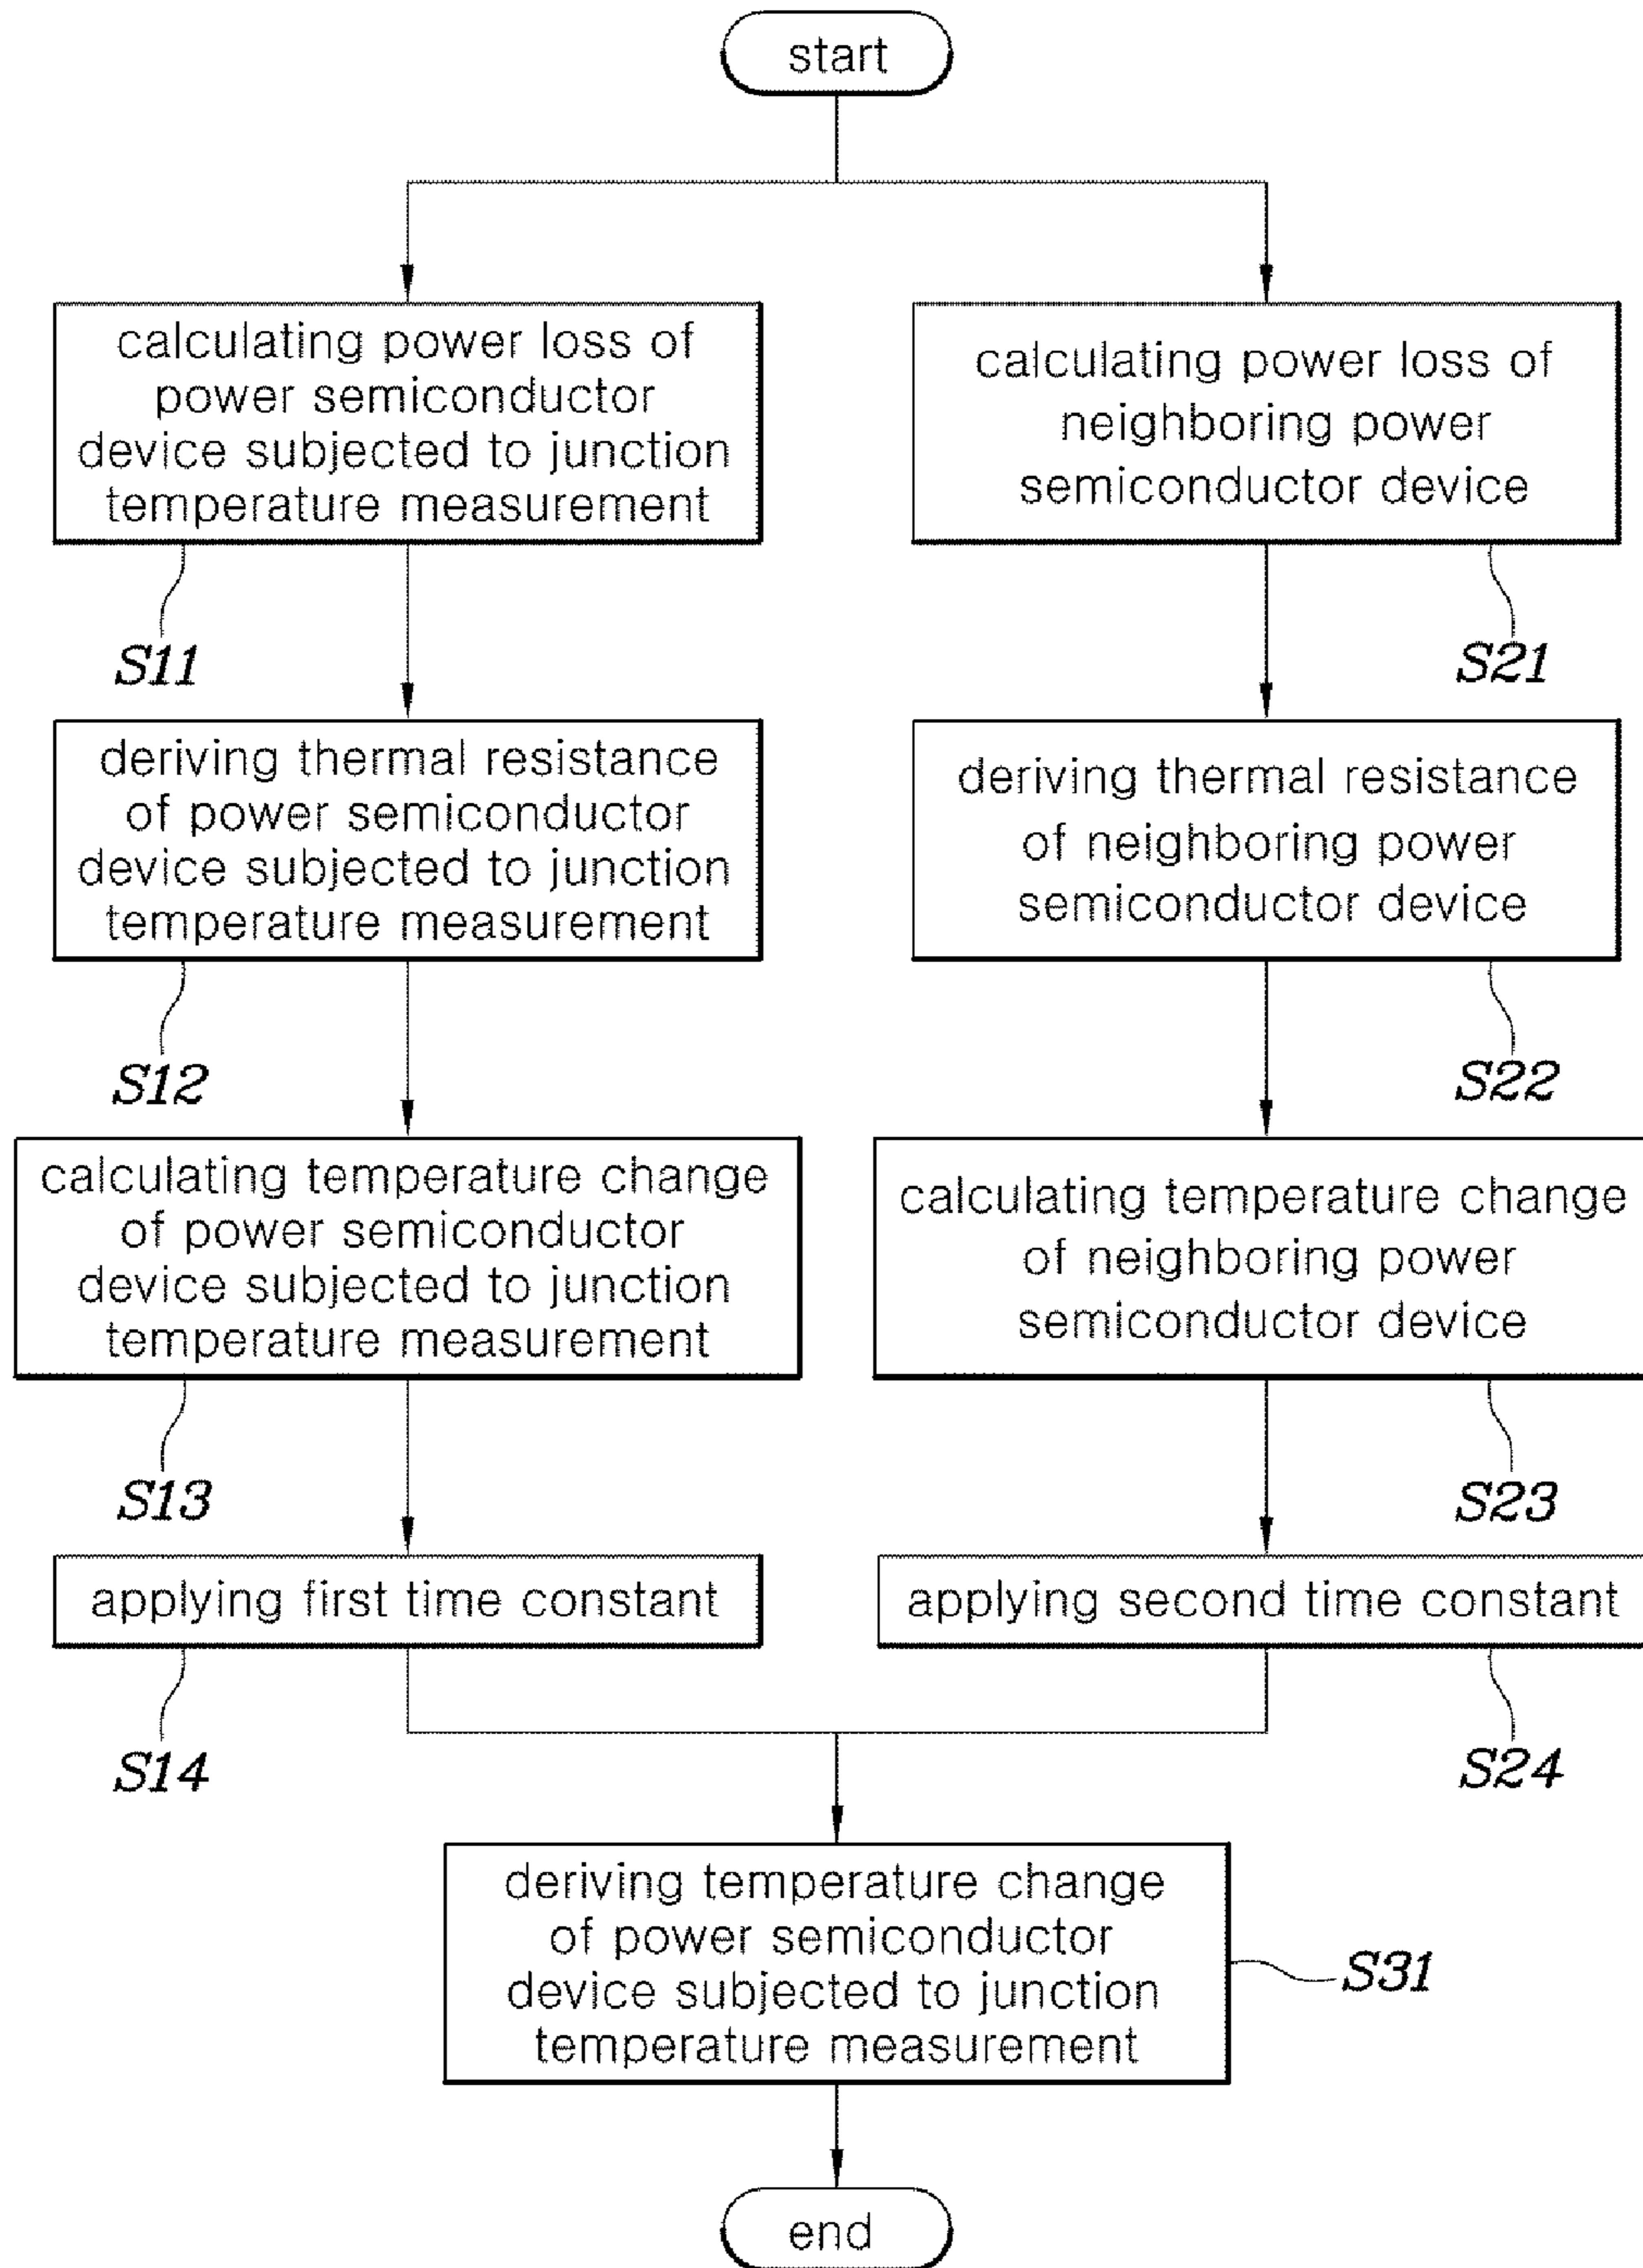 start
calculating power loss of
power semiconductor
device subjected to junction
temperature measurement
S11
calculating power loss of
neighboring power
semiconductor device
S21
deriving thermal resistance
of power semiconductor
device subjected to junction
temperature measurement
S12
deriving thermal resistance
of neighboring power
semiconductor device
S22
calculating temperature change
of power semiconductor
device subjected to junction
temperature measurement
S13
calculating temperature change
of neighboring power
semiconductor device
S23
applying first time constant
S14
applying second time constant
S24
deriving temperature change
of power semiconductor
device subjected to junction
temperature measurement
S31
end